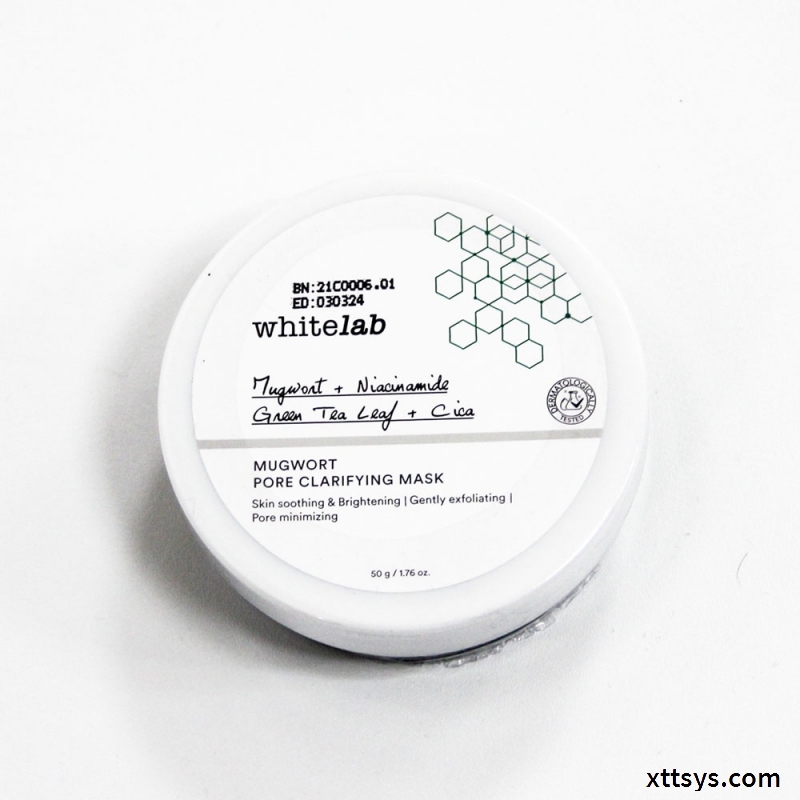 BN:21C0006.01
ED:030324
whitelab
Mugwort + Niacinamide
Green Tea Leaf + Cica
DERMATOLOGICALLY
TESTED
MUGWORT
PORE CLARIFYING MASK
Skin soothing & Brightening | Gently exfoliating |
Pore minimizing
50 g / 1.76 oz.
xttsys.com